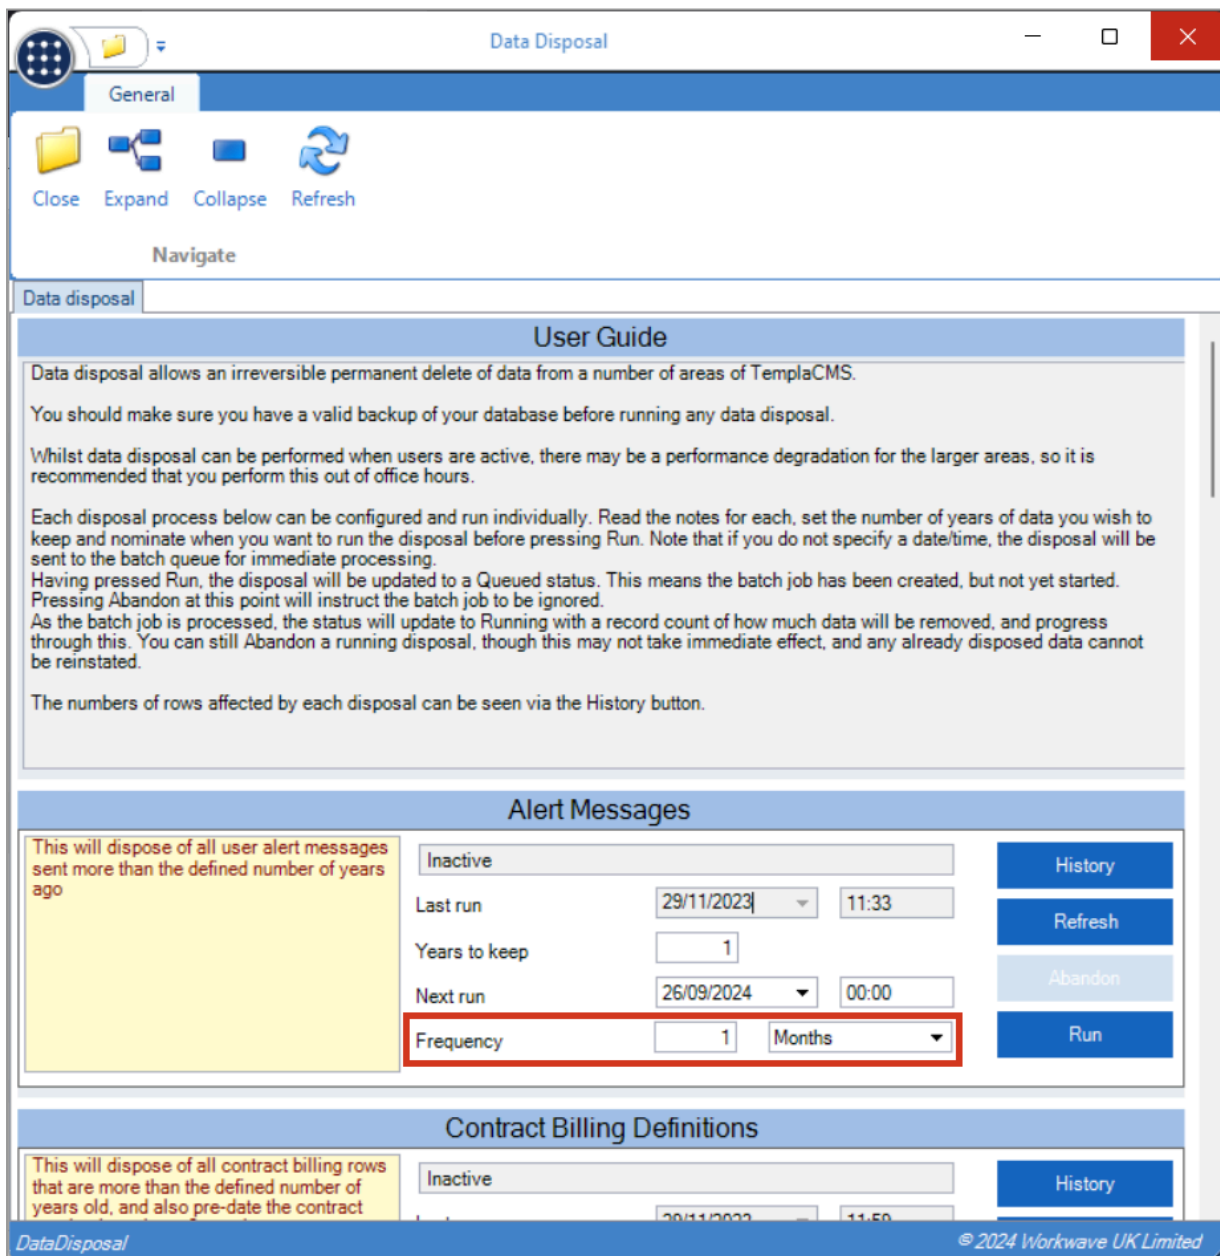 Data Disposal
General
Close Expand Collapse Refresh
Navigate
Data disposal
User Guide
Data disposal allows an irreversible permanent delete of data from a number of areas of TemplaCMS.
You should make sure you have a valid backup of your database before running any data disposal.
Whilst data disposal can be performed when users are active, there may be a performance degradation for the larger areas, so it is
recommended that you perform this out of office hours.
Each disposal process below can be configured and run individually. Read the notes for each, set the number of years of data you wish to
keep and nominate when you want to run the disposal before pressing Run. Note that if you do not specify a date/time, the disposal will be
sent to the batch queue for immediate processing.
Having pressed Run, the disposal will be updated to a Queued status. This means the batch job has been created, but not yet started.
Pressing Abandon at this point will instruct the batch job to be ignored.
As the batch job is processed, the status will update to Running with a record count of how much data will be removed, and progress
through this. You can still Abandon a running disposal, though this may not take immediate effect, and any already disposed data cannot
be reinstated.
The numbers of rows affected by each disposal can be seen via the History button.
Alert Messages
This will dispose of all user alert messages
sent more than the defined number of years
ago
Inactive
Last run 29/11/2023 11:33
Years to keep 1
Next run 26/09/2024 00:00
Frequency 1 Months
History
Refresh
Abandon
Run
Contract Billing Definitions
This will dispose of all contract billing rows
that are more than the defined number of
years old, and also pre-date the contract
Inactive
History
DataDisposal
© 2024 Workwave UK Limited